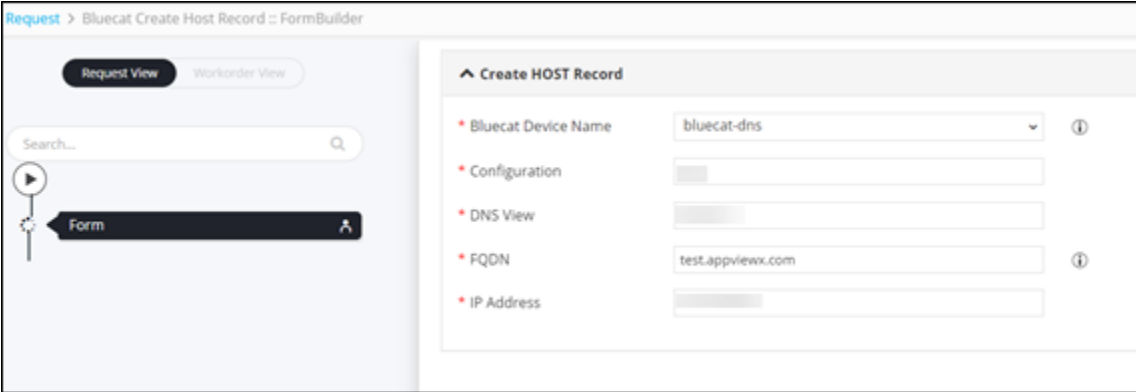 Request > Bluecat Create Host Record :: FormBuilder
Request View Workorder View
Search...
Form
Create HOST Record
* Bluecat Device Name bluecat-dns
* Configuration
* DNS View
* FQDN test.appviewx.com
* IP Address